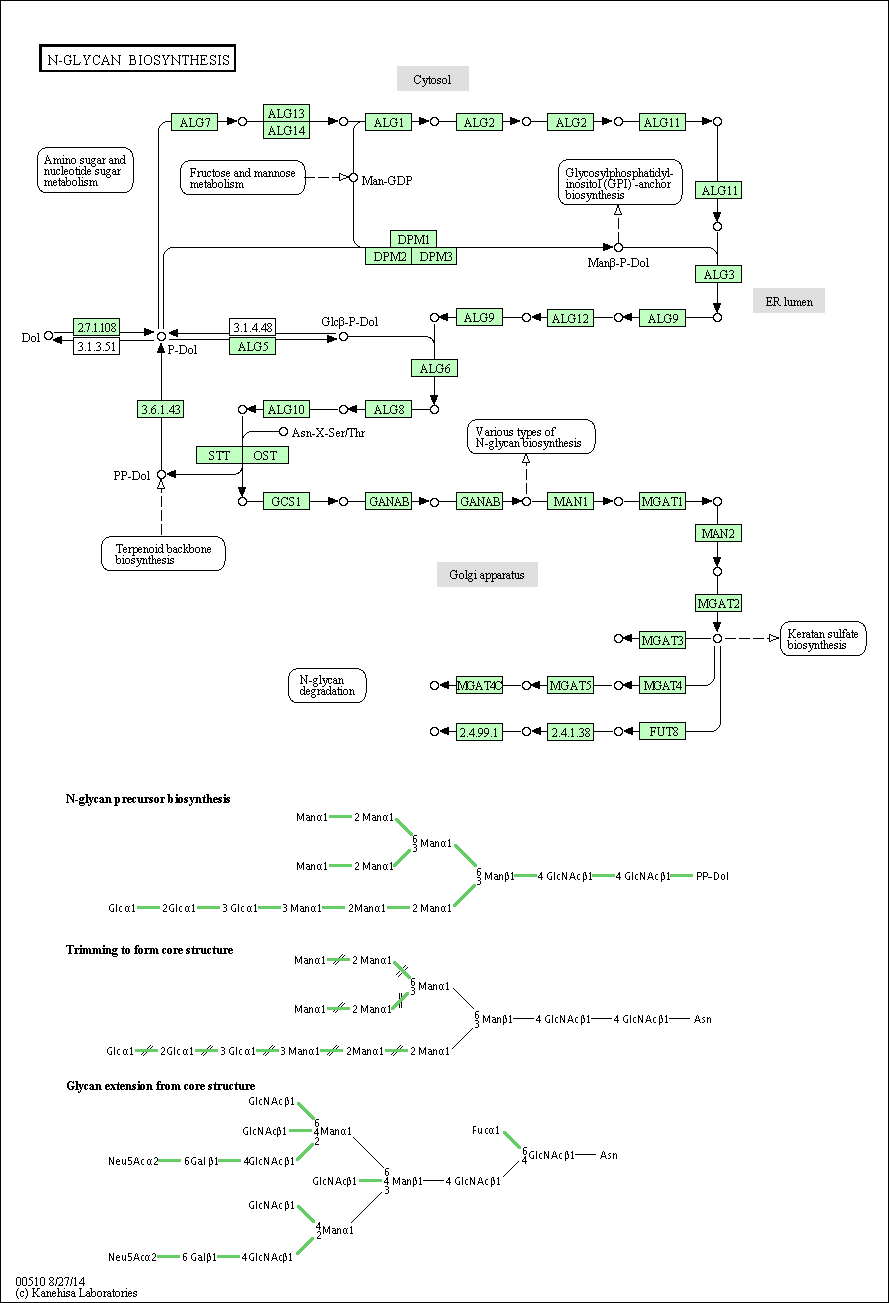 N-GLYCAN BIOSYNTHESIS
Cytosol
ALG7
ALG13
ALG14
ALG1
ALG2
ALG2
ALG11
Amino sugar and
nucleotide sugar
metabolism
Fructose and mannose
metabolism
Man-GDP
Glycosylphosphatidyl-
inositol (GPI) -anchor
biosynthesis
ALG11
DPM1
DPM2
DPM3
Manβ-P-Dol
ALG3
ER lumen
Dol
2.7.1.108
3.1.3.51
P-Dol
3.1.4.48
ALG5
Glcβ-P-Dol
ALG9
ALG12
ALG9
ALG6
3.6.1.43
ALG10
ALG8
Asn-X-Ser/Thr
STT
OST
Various types of
N-glycan biosynthesis
PP-Dol
GCS1
GANAB
GANAB
MAN1
MGAT1
MAN2
Terpenoid backbone
biosynthesis
Golgi apparatus
MGAT2
MGAT3
Keratan sulfate
biosynthesis
N-glycan
degradation
MGAT4C
MGAT5
MGAT4
2.4.99.1
2.4.1.38
FUT8
N-glycan precursor biosynthesis
Manα1 2 Manα1
6
3 Manα1
Manα1 2 Manα1
6
3 Manβ1 4 GlcNAcβ1 4 GlcNAcβ1 PP-Dol
Glcα1 2Glcα1 3 Glcα1 3 Manα1 2Manα1 2 Manα1
Trimming to form core structure
Manα1 2 Manα1
6
3 Manα1
Manα1 2 Manα1
6
3 Manβ1 4 GlcNAcβ1 4 GlcNAcβ1 Asn
Glcα1 2Glcα1 3 Glcα1 3 Manα1 2Manα1 2 Manα1
Glycan extension from core structure
GlcNAcβ1
6
GlcNAcβ1 4 Manα1
2
Neu5Acα2 6Galβ1 4GlcNAcβ1
Fucα1
6
4 GlcNAcβ1 Asn
6
GlcNAcβ1 4 Manβ1 4 GlcNAcβ1
3
GlcNAcβ1
4
2 Manα1
Neu5Acα2 6 Galβ1 4GlcNAcβ1
00510 8/27/14
(c) Kanehisa Laboratories